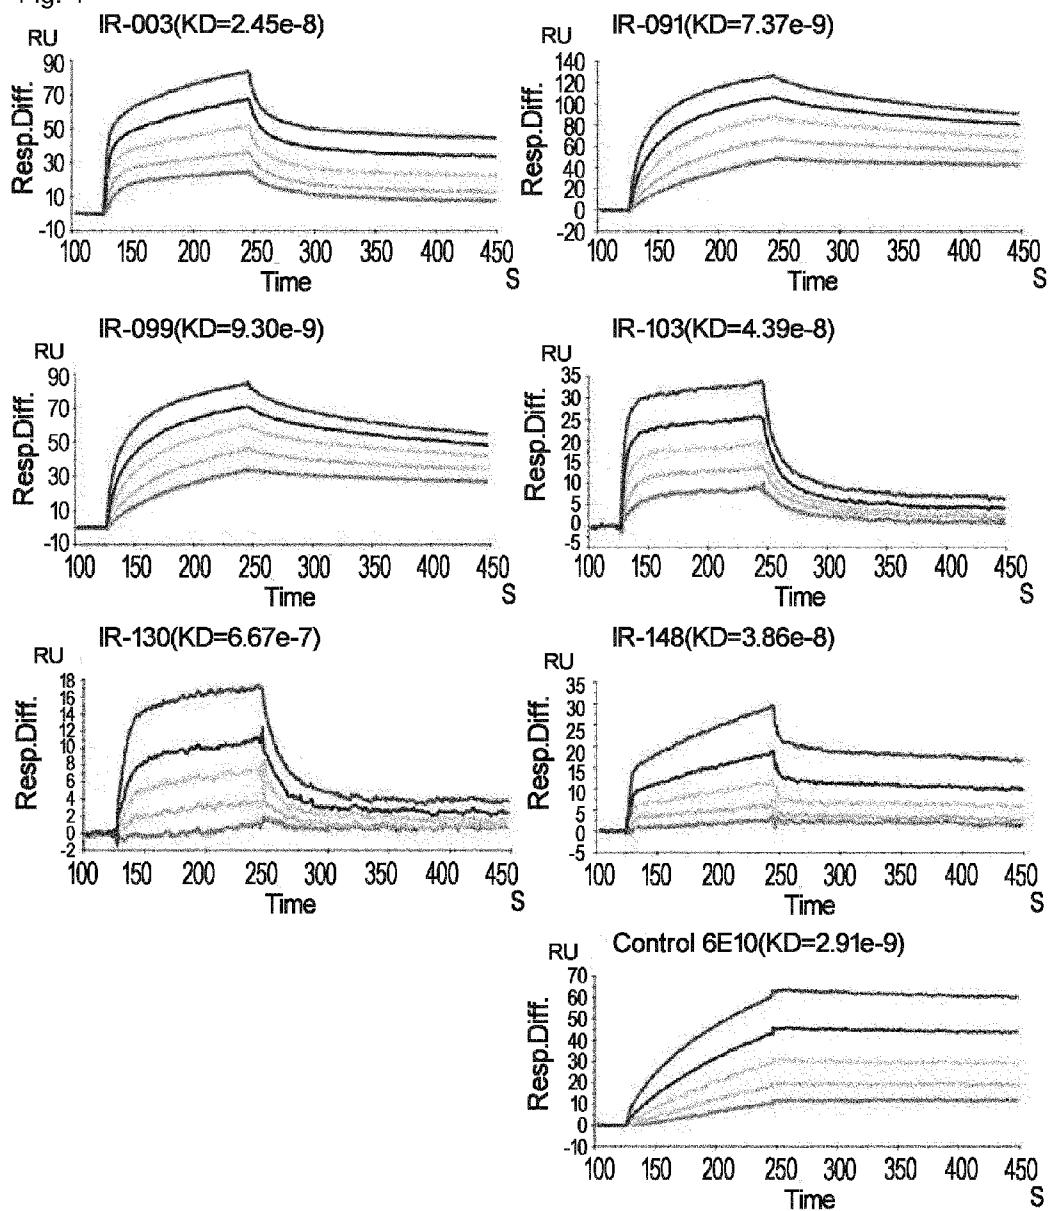 IR-003(KD=2.45e-8)
RU
Resp.Diff.
90
70
50
30
10
-10
100 150 200 250 300 350 400 450
Time
S
IR-091(KD=7.37e-9)
RU
Resp.Diff.
140
120
100
80
60
40
20
0
-20
100 150 200 250 300 350 400 450
Time
S
IR-099(KD=9.30e-9)
RU
Resp.Diff.
90
70
50
30
10
-10
100 150 200 250 300 350 400 450
Time
S
IR-103(KD=4.39e-8)
RU
Resp.Diff.
35
30
25
20
15
10
5
0
-5
100 150 200 250 300 350 400 450
Time
S
IR-130(KD=6.67e-7)
RU
Resp.Diff.
18
16
14
12
10
8
6
4
2
0
-2
100 150 200 250 300 350 400 450
Time
S
IR-148(KD=3.86e-8)
RU
Resp.Diff.
35
30
25
20
15
10
5
0
-5
100 150 200 250 300 350 400 450
Time
S
Control 6E10(KD=2.91e-9)
RU
Resp.Diff.
70
60
50
40
30
20
10
0
-10
100 150 200 250 300 350 400 450
Time
S